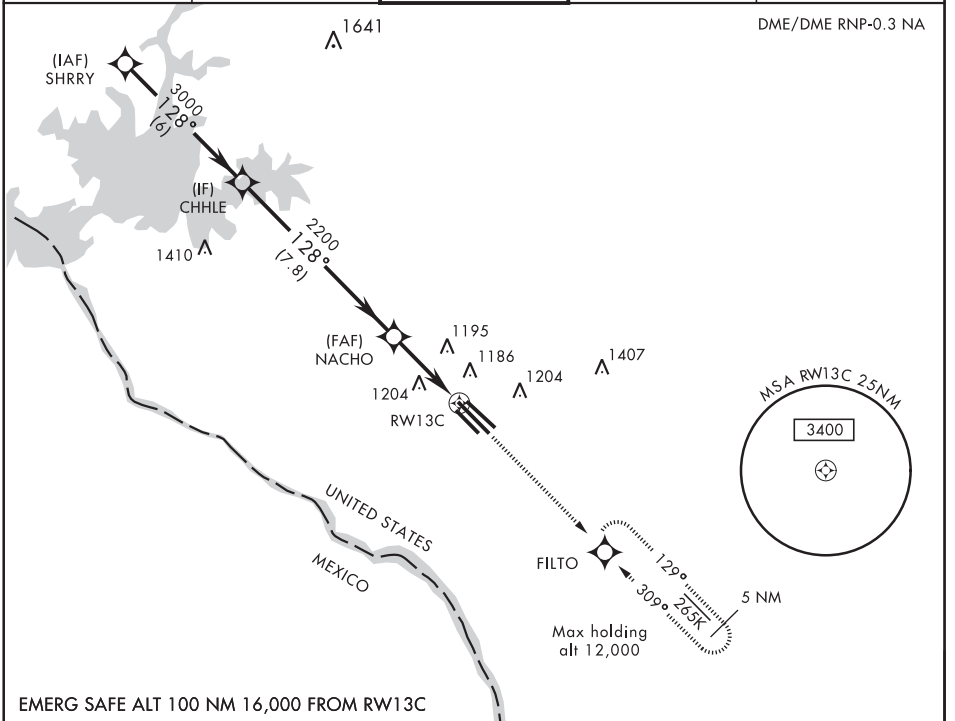 DME/DME RNP-0.3 NA
1641
(IAF)
SHRRY
3000
128°
(6)
(IF)
CHHLE
1410
2200
128°
(7.8)
(FAF)
NACHO
1195
1186
1204
1204
1407
RW13C
MSA RW13C 25NM
3400
UNITED STATES
MEXICO
FILTO
129°
309°
265K
5 NM
Max holding
alt 12,000
EMERG SAFE ALT 100 NM 16,000 FROM RW13C